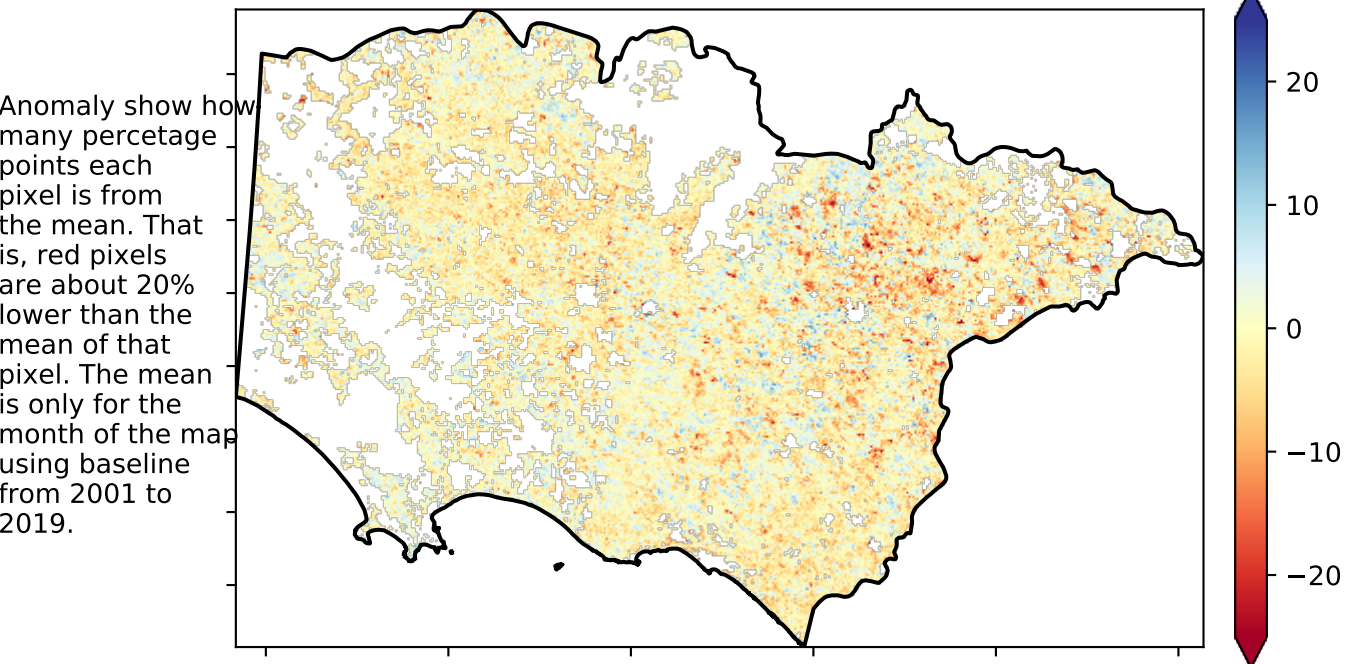 Anomaly show how
many percetage
points each
pixel is from
the mean. That
is, red pixels
are about 20%
lower than the
mean of that
pixel. The mean
is only for the
month of the map
using baseline
from 2001 to
2019.
20
10
0
−10
−20